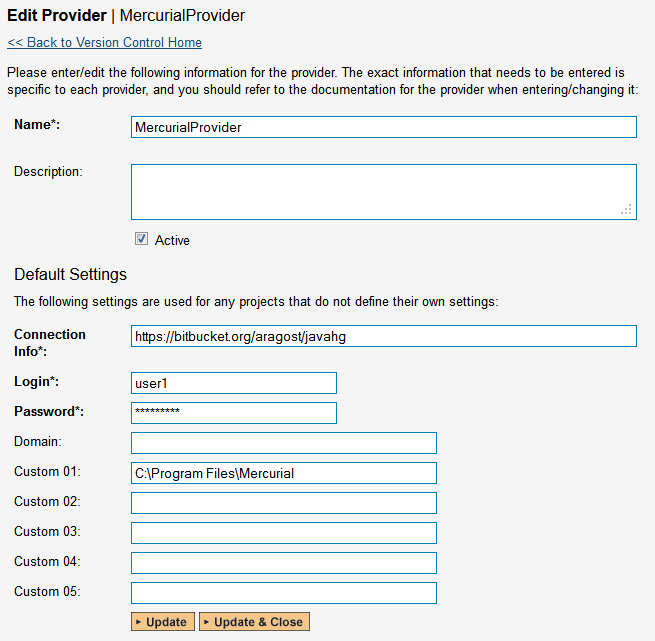 Edit Provider | MercurialProvider
<< Back to Version Control Home
Please enter/edit the following information for the provider. The exact information that needs to be entered is
specific to each provider, and you should refer to the documentation for the provider when entering/changing it:
Name*: MercurialProvider
Description:
Active
Default Settings
The following settings are used for any projects that do not define their own settings:
Connection
Info*: https://bitbucket.org/aragost/javahg
Login*: user1
Password*: *********
Domain:
Custom 01: C:\Program Files\Mercurial
Custom 02:
Custom 03:
Custom 04:
Custom 05:
Update Update & Close